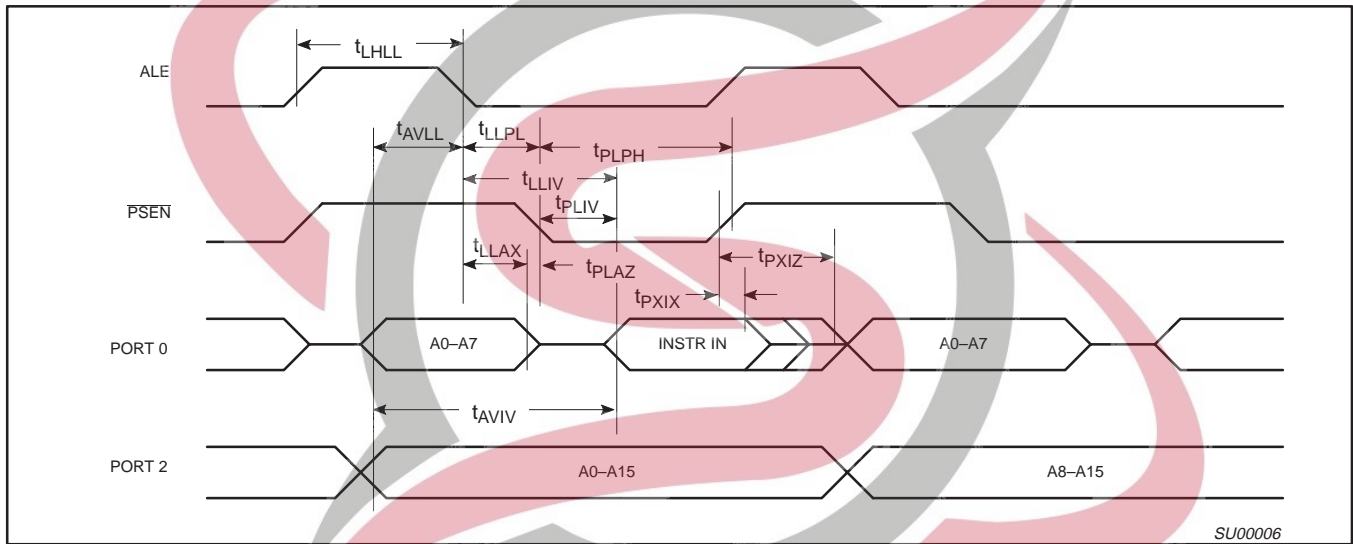 tLHLL
ALE
tAVLL tLLPL tPLPH
tLLIV
PSEN tPLIV
tLLAX tPLAZ tPXIZ
tPXIX
PORT 0 A0–A7 INSTR IN A0–A7
tAVIV
PORT 2 A0–A15 A8–A15
SU00006